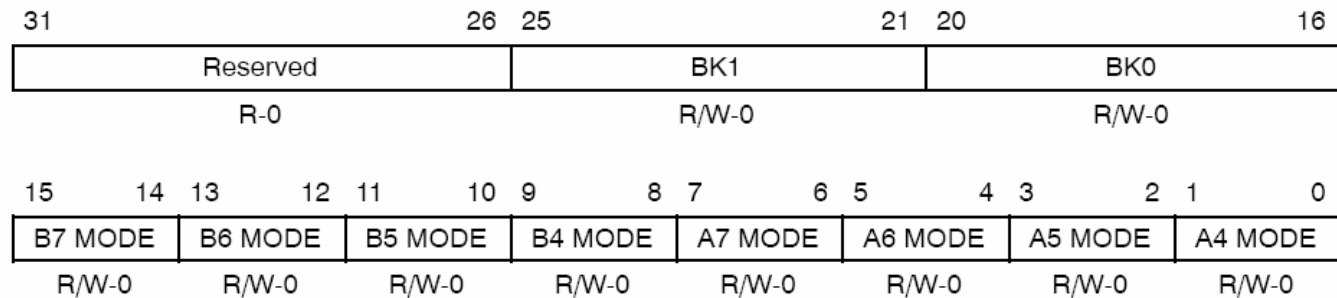 31 26 25 21 20 16
Reserved BK1 BK0
R-0 R/W-0 R/W-0
15 14 13 12 11 10 9 8 7 6 5 4 3 2 1 0
B7 MODE B6 MODE B5 MODE B4 MODE A7 MODE A6 MODE A5 MODE A4 MODE
R/W-0 R/W-0 R/W-0 R/W-0 R/W-0 R/W-0 R/W-0 R/W-0